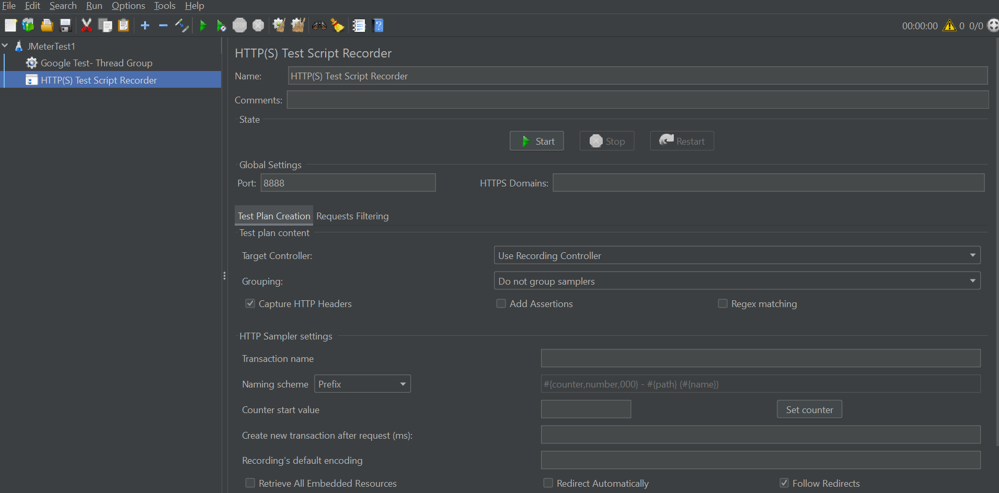 File Edit Search Run Options Tools Help
STOP
00:00:00 0 0/0
JMeterTest1
Google Test- Thread Group
HTTP(S) Test Script Recorder
HTTP(S) Test Script Recorder
Name: HTTP(S) Test Script Recorder
Comments:
State
Start Stop Restart
Global Settings
Port: 8888 HTTPS Domains:
Test Plan Creation Requests Filtering
Test plan content
Target Controller: Use Recording Controller
Grouping: Do not group samplers
Capture HTTP Headers Add Assertions Regex matching
HTTP Sampler settings
Transaction name
Naming scheme Prefix #{counter,number,000} - #{path} (#{name})
Counter start value Set counter
Create new transaction after request (ms):
Recording's default encoding
Retrieve All Embedded Resources Redirect Automatically Follow Redirects